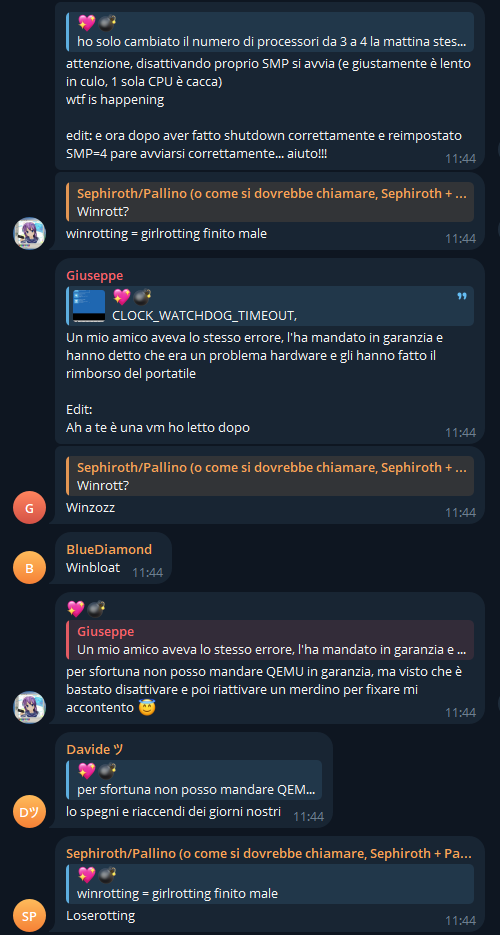 💖💣
ho solo cambiato il numero di processori da 3 a 4 la mattina stes...
attenzione, disattivando proprio SMP si avvia (e giustamente è lento
in culo, 1 sola CPU è cacca)
wtf is happening
edit: e ora dopo aver fatto shutdown correttamente e reimpostato
SMP=4 pare avviarsi correttamente... aiuto!!!
11:44
Sephiroth/Pallino (o come si dovrebbe chiamare, Sephiroth + ...
Winrott?
winrotting = girlrotting finito male
11:44
Giuseppe
💖💣
CLOCK_WATCHDOG_TIMEOUT,
Un mio amico aveva lo stesso errore, l'ha mandato in garanzia e
hanno detto che era un problema hardware e gli hanno fatto il
rimborso del portatile
Edit:
Ah a te è una vm ho letto dopo
11:44
Sephiroth/Pallino (o come si dovrebbe chiamare, Sephiroth + ...
Winrott?
Winzozz
11:44
G
BlueDiamond
Winbloat
11:44
B
💖💣
Giuseppe
Un mio amico aveva lo stesso errore, l'ha mandato in garanzia e ...
per sfortuna non posso mandare QEMU in garanzia, ma visto che è
bastato disattivare e poi riattivare un merdino per fixare mi
accontento 😇
11:44
Davide ツ
💖💣
per sfortuna non posso mandare QEM...
lo spegni e riaccendi dei giorni nostri
11:44
Dツ
Sephiroth/Pallino (o come si dovrebbe chiamare, Sephiroth + Pa...
💖💣
winrotting = girlrotting finito male
Loserotting
11:44
SP